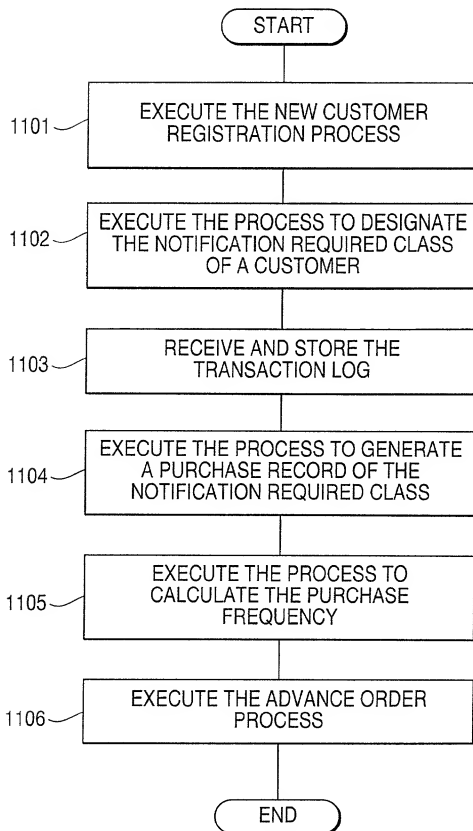 START
1101
EXECUTE THE NEW CUSTOMER
REGISTRATION PROCESS
1102
EXECUTE THE PROCESS TO DESIGNATE
THE NOTIFICATION REQUIRED CLASS
OF A CUSTOMER
1103
RECEIVE AND STORE THE
TRANSACTION LOG
1104
EXECUTE THE PROCESS TO GENERATE
A PURCHASE RECORD OF THE
NOTIFICATION REQUIRED CLASS
1105
EXECUTE THE PROCESS TO
CALCULATE THE PURCHASE
FREQUENCY
1106
EXECUTE THE ADVANCE ORDER
PROCESS
END